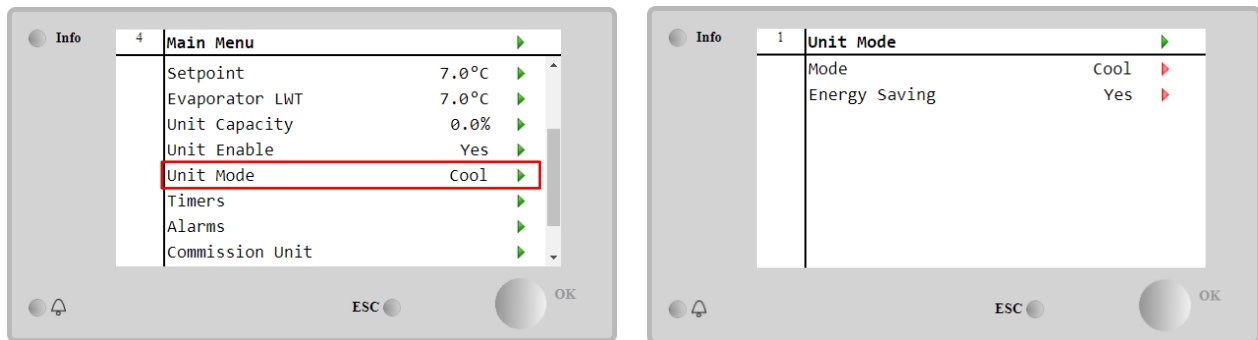 Info
4 Main Menu
Setpoint 7.0°C
Evaporator LWT 7.0°C
Unit Capacity 0.0%
Unit Enable Yes
Unit Mode Cool
Timers
Alarms
Commission Unit
ESC
OK
Info
1 Unit Mode
Mode Cool
Energy Saving Yes
ESC
OK